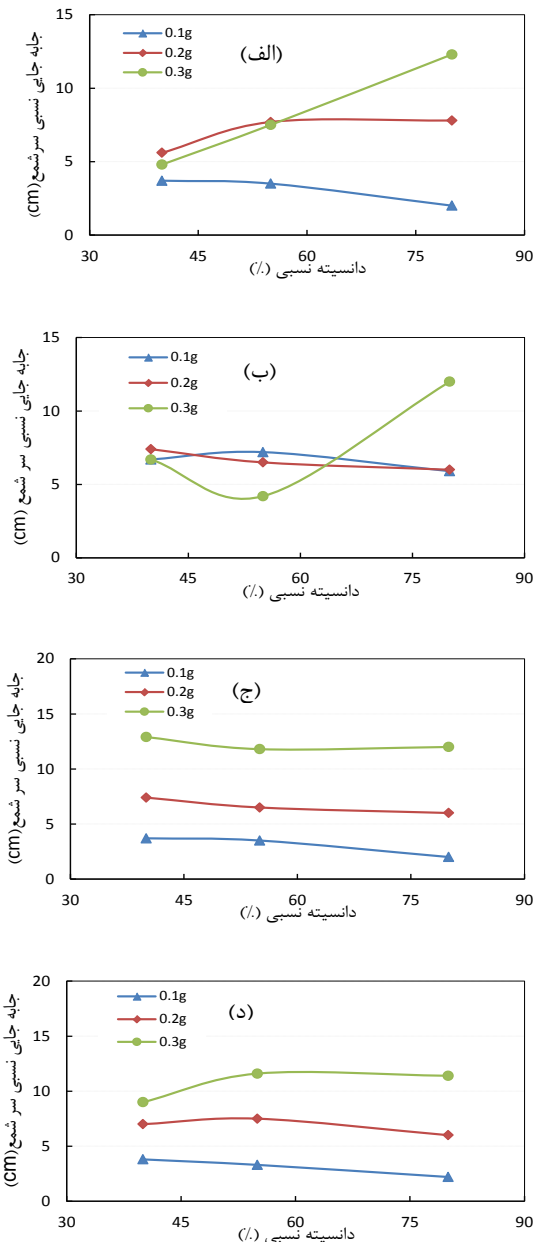 15
10
5
0
30
45
60
75
90
0.1g
0.2g
0.3g
(الف)
جابه جایی نسبی سرشمع(cm)
دانسیته نسبی (٪)
15
10
5
0
30
45
60
75
90
0.1g
0.2g
0.3g
(ب)
جابه جایی نسبی سر شمع (cm)
دانسیته نسبی (٪)
20
15
10
5
0
30
45
60
75
90
0.1g
0.2g
0.3g
(ج)
جابه جایی نسبی سر شمع(cm)
دانسیته نسبی (٪)
20
15
10
5
0
30
45
60
75
90
0.1g
0.2g
0.3g
(د)
جابه جایی نسبی سر شمع(cm)
دانسیته نسبی (٪)